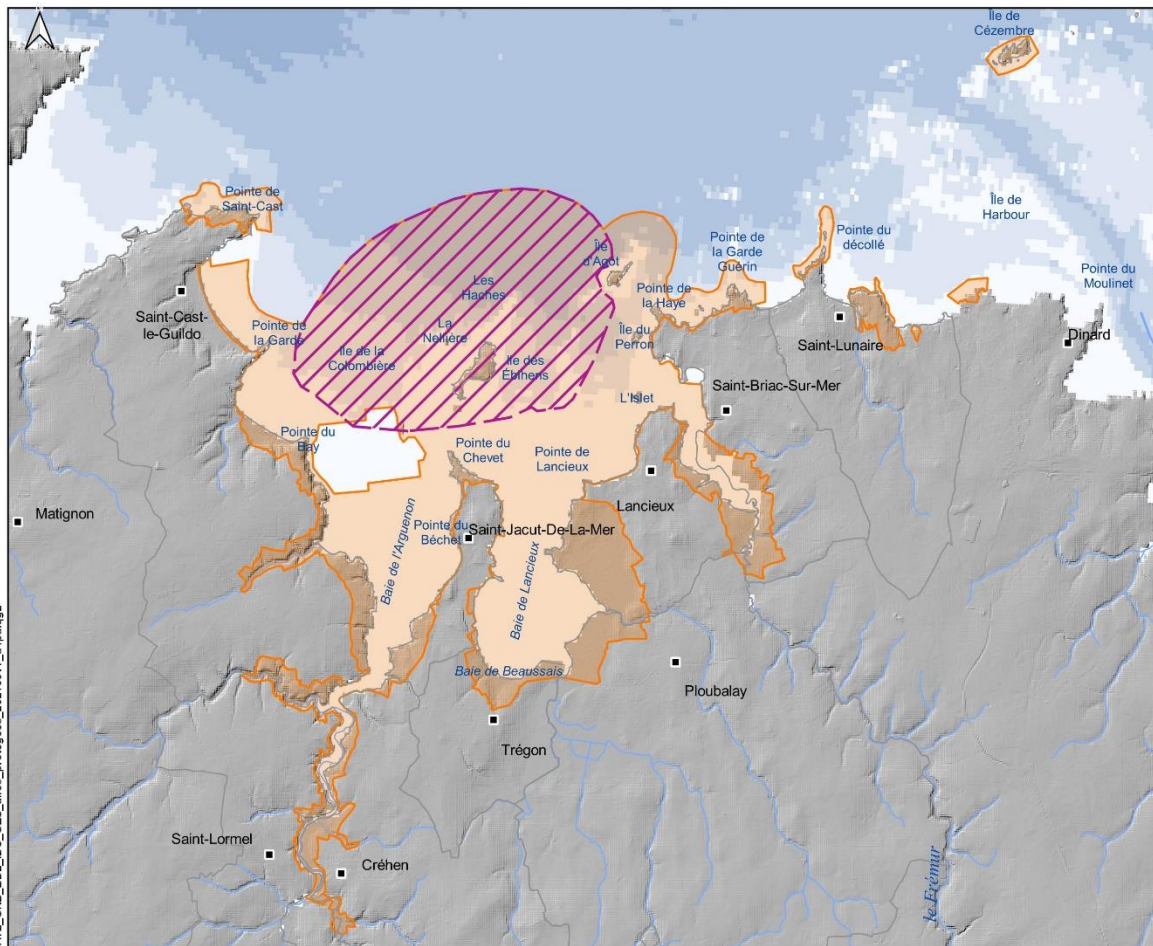 Île de
Cézembre
Pointe de
Saint-Cast
Île de
Harbour
Pointe de
la Garde
Guérin
Pointe du
décollé
Île
d'Agot
Pointe du
Moulinet
Les
Haches
Pointe de
la Haye
Saint-Cast-
le-Guildo
Pointe de
la Garde
La
Nellière
Île du
Perron
Saint-Lunaire
Dinard
Ile de la
Colombière
Ile des
Ébihens
Saint-Briac-Sur-Mer
L'Islet
Pointe du
Bay
Pointe du
Chevet
Pointe de
Lancieux
Lancieux
Matignon
Pointe du
Béchet
Saint-Jacut-De-La-Mer
Baie de l'Arguenon
Baie de Lancieux
Baie de Beaussais
Ploubalay
Trégon
Saint-Lormel
Créhen
le Frémur